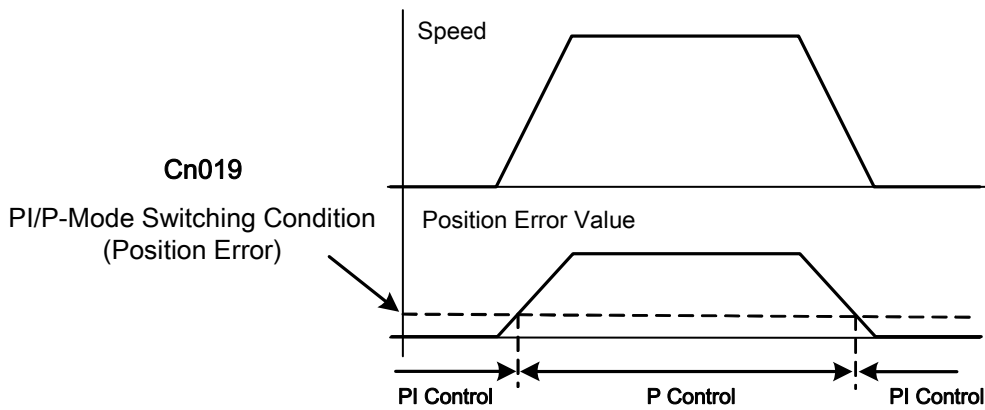 Speed
Cn019
PI/P-Mode Switching Condition
(Position Error)
Position Error Value
PI Control
P Control
PI Control